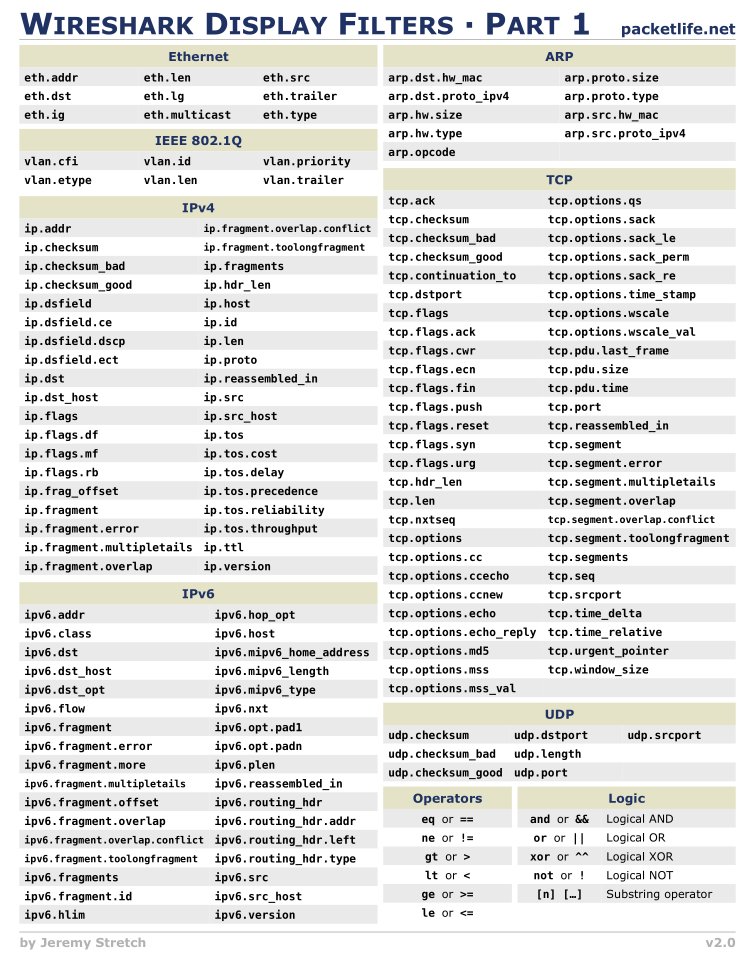 WIRESHARK DISPLAY FILTERS · PART 1 packetlife.net
Ethernet
eth.addr eth.len eth.src
eth.dst eth.lg eth.trailer
eth.ig eth.multicast eth.type
IEEE 802.1Q
vlan.cfi vlan.id vlan.priority
vlan.etype vlan.len vlan.trailer
IPv4
ip.addr ip.fragment.overlap.conflict
ip.checksum ip.fragment.toolongfragment
ip.checksum_bad ip.fragments
ip.checksum_good ip.hdr_len
ip.dsfield ip.host
ip.dsfield.ce ip.id
ip.dsfield.dscp ip.len
ip.dsfield.ect ip.proto
ip.dst ip.reassembled_in
ip.dst_host ip.src
ip.flags ip.src_host
ip.flags.df ip.tos
ip.flags.mf ip.tos.cost
ip.flags.rb ip.tos.delay
ip.frag_offset ip.tos.precedence
ip.fragment ip.tos.reliability
ip.fragment.error ip.tos.throughput
ip.fragment.multipletails ip.ttl
ip.fragment.overlap ip.version
IPv6
ipv6.addr ipv6.hop_opt
ipv6.class ipv6.host
ipv6.dst ipv6.mipv6_home_address
ipv6.dst_host ipv6.mipv6_length
ipv6.dst_opt ipv6.mipv6_type
ipv6.flow ipv6.nxt
ipv6.fragment ipv6.opt.pad1
ipv6.fragment.error ipv6.opt.padn
ipv6.fragment.more ipv6.plen
ipv6.fragment.multipletails ipv6.reassembled_in
ipv6.fragment.offset ipv6.routing_hdr
ipv6.fragment.overlap ipv6.routing_hdr.addr
ipv6.fragment.overlap.conflict ipv6.routing_hdr.left
ipv6.fragment.toolongfragment ipv6.routing_hdr.type
ipv6.fragments ipv6.src
ipv6.fragment.id ipv6.src_host
ipv6.hlim ipv6.version
ARP
arp.dst.hw_mac arp.proto.size
arp.dst.proto_ipv4 arp.proto.type
arp.hw.size arp.src.hw_mac
arp.hw.type arp.src.proto_ipv4
arp.opcode
TCP
tcp.ack tcp.options.qs
tcp.checksum tcp.options.sack
tcp.checksum_bad tcp.options.sack_le
tcp.checksum_good tcp.options.sack_perm
tcp.continuation_to tcp.options.sack_re
tcp.dstport tcp.options.time_stamp
tcp.flags tcp.options.wscale
tcp.flags.ack tcp.options.wscale_val
tcp.flags.cwr tcp.pdu.last_frame
tcp.flags.ecn tcp.pdu.size
tcp.flags.fin tcp.pdu.time
tcp.flags.push tcp.port
tcp.flags.reset tcp.reassembled_in
tcp.flags.syn tcp.segment
tcp.flags.urg tcp.segment.error
tcp.hdr_len tcp.segment.multipletails
tcp.len tcp.segment.overlap
tcp.nxtseq tcp.segment.overlap.conflict
tcp.options tcp.segment.toolongfragment
tcp.options.cc tcp.segments
tcp.options.ccecho tcp.seq
tcp.options.ccnew tcp.srcport
tcp.options.echo tcp.time_delta
tcp.options.echo_reply tcp.time_relative
tcp.options.md5 tcp.urgent_pointer
tcp.options.mss tcp.window_size
tcp.options.mss_val
UDP
udp.checksum udp.dstport udp.srcport
udp.checksum_bad udp.length
udp.checksum_good udp.port
Operators
eq or ==
ne or !=
gt or >
lt or <
ge or >=
le or <=
Logic
and or && Logical AND
or or || Logical OR
xor or ^^ Logical XOR
not or ! Logical NOT
[n] […] Substring operator
by Jeremy Stretch v2.0